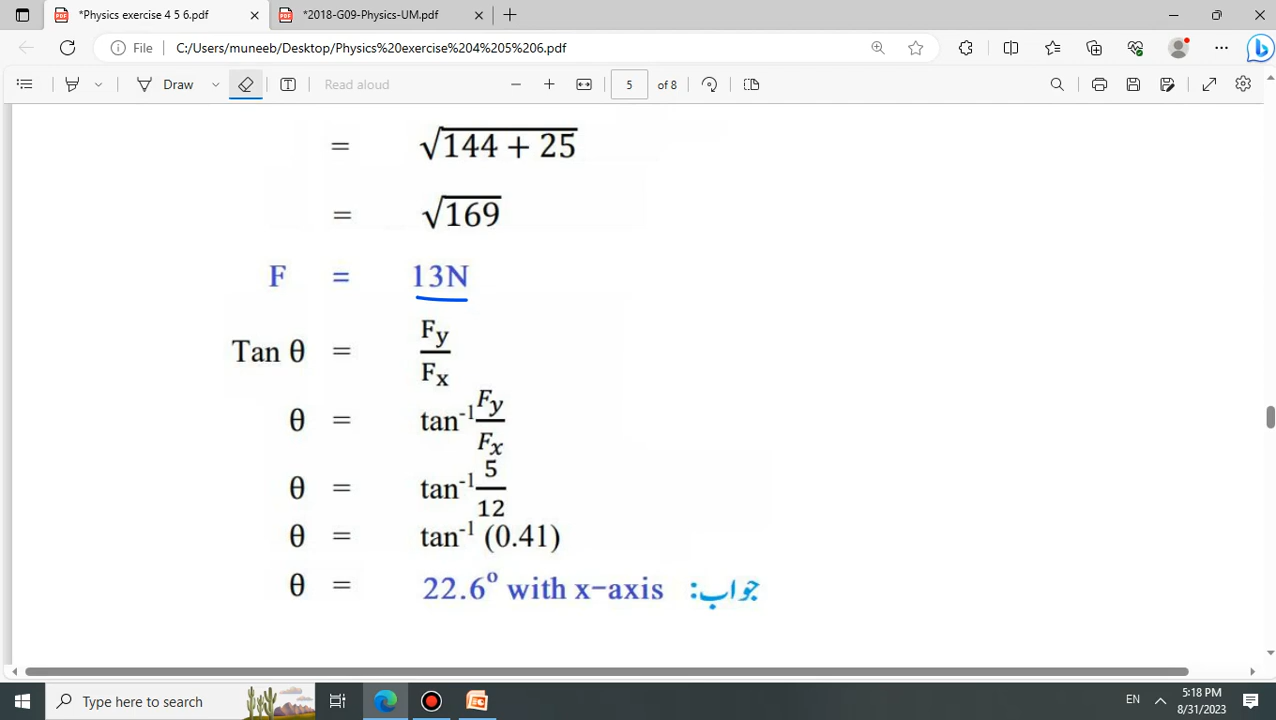 *Physics exercise 4 5 6.pdf
*2018-G09-Physics-UM.pdf
File C:/Users/muneeb/Desktop/Physics%20exercise%204%205%206.pdf
Draw Read aloud 5 of 8
= √144 + 25
= √169
F = 13N
Tan θ = Fy/Fx
θ = tan⁻¹ Fy/Fx
θ = tan⁻¹ 5/12
θ = tan⁻¹ (0.41)
θ = 22.6° with x-axis جواب:
Type here to search
EN 5:18 PM
8/31/2023